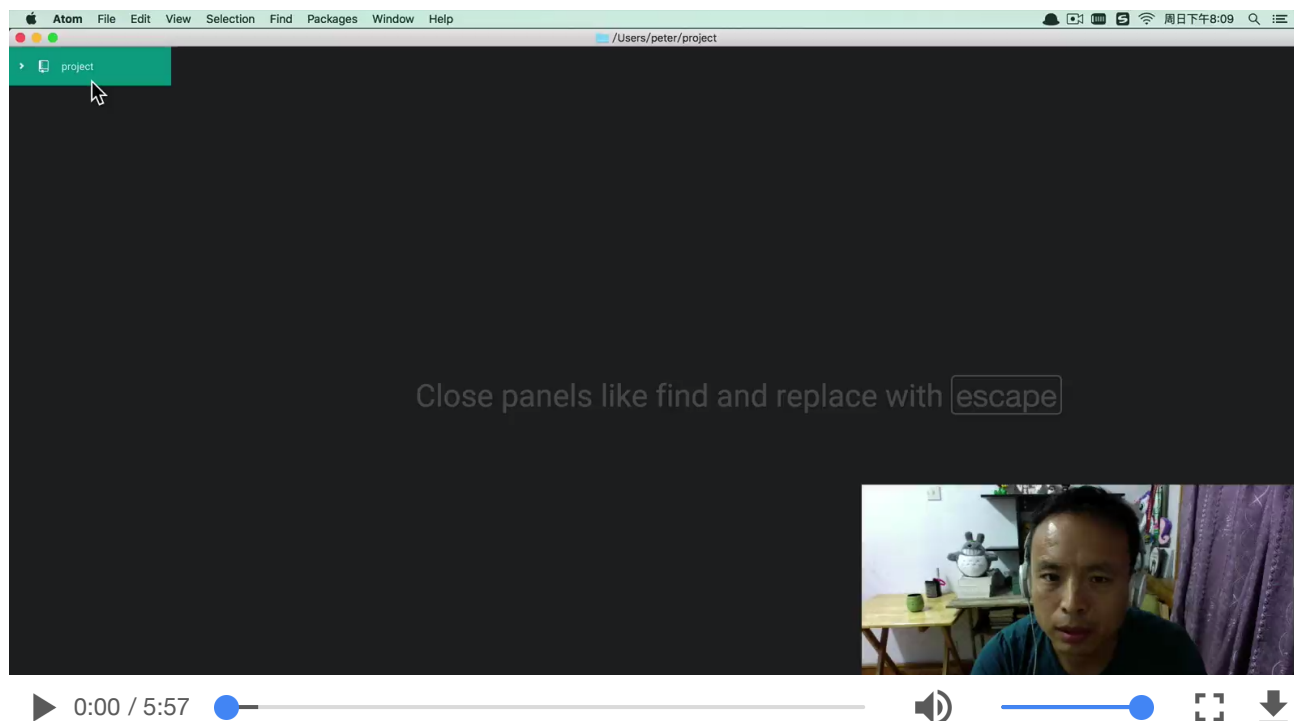 Atom File Edit View Selection Find Packages Window Help 周日下午8:09
/Users/peter/project
project
Close panels like find and replace with escape
0:00 / 5:57